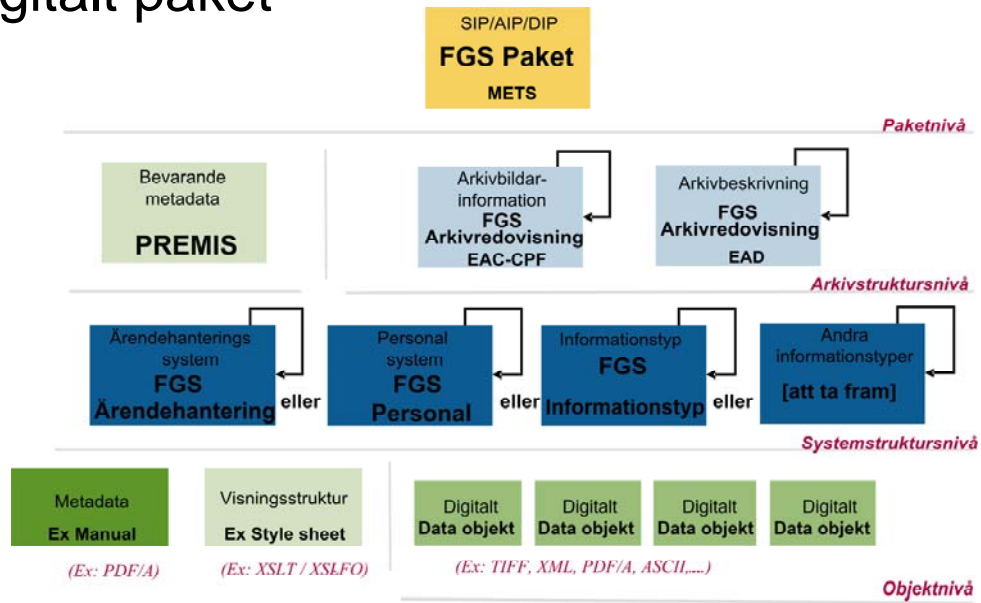 gitalt paket
SIP/AIP/DIP
FGS Paket
METS
Paketnivå
Bevarande
metadata
PREMIS
Arkivbildar-
information
FGS
Arkivredovisning
EAC-CPF
Arkivbeskrivning
FGS
Arkivredovisning
EAD
Arkivstruktursnivå
Ärendehanterings
system
FGS
Ärendehantering
eller
Personal
system
FGS
Personal
eller
Informationstyp
FGS
Informationstyp
eller
Andra
informationstyper
[att ta fram]
Systemstruktursnivå
Metadata
Ex Manual
(Ex: PDF/A)
Visningsstruktur
Ex Style sheet
(Ex: XSLT / XSLFO)
Digitalt
Data objekt
Digitalt
Data objekt
Digitalt
Data objekt
Digitalt
Data objekt
(Ex: TIFF, XML, PDF/A, ASCII,....)
Objektnivå